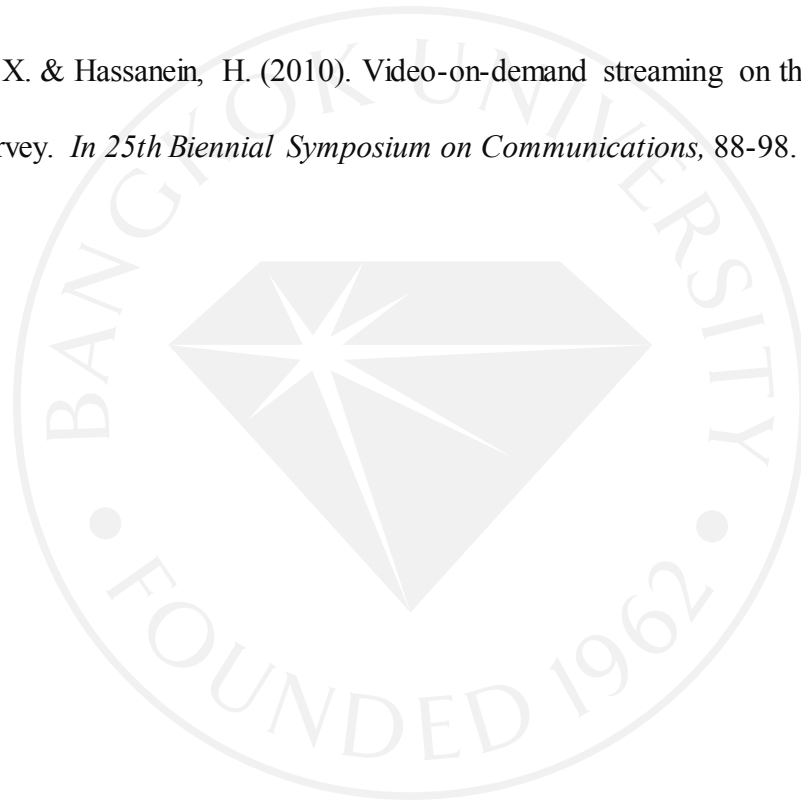 X. & Hassanein, H. (2010). Video-on-demand streaming on th
rvey. In 25th Biennial Symposium on Communications, 88-98.
BANGKOK UNIVERSITY
FOUNDED 1962